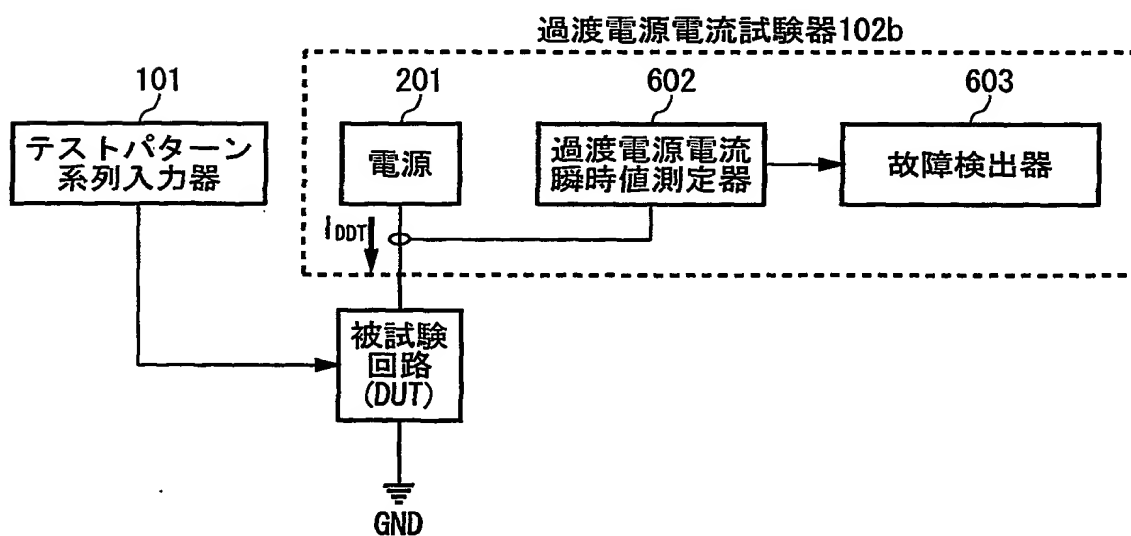 過渡電源電流試験器102b
101
201
602
603
テストパターン
系列入力器
電源
過渡電源電流
瞬時値測定器
故障検出器
IDDT
被試験
回路
(DUT)
GND